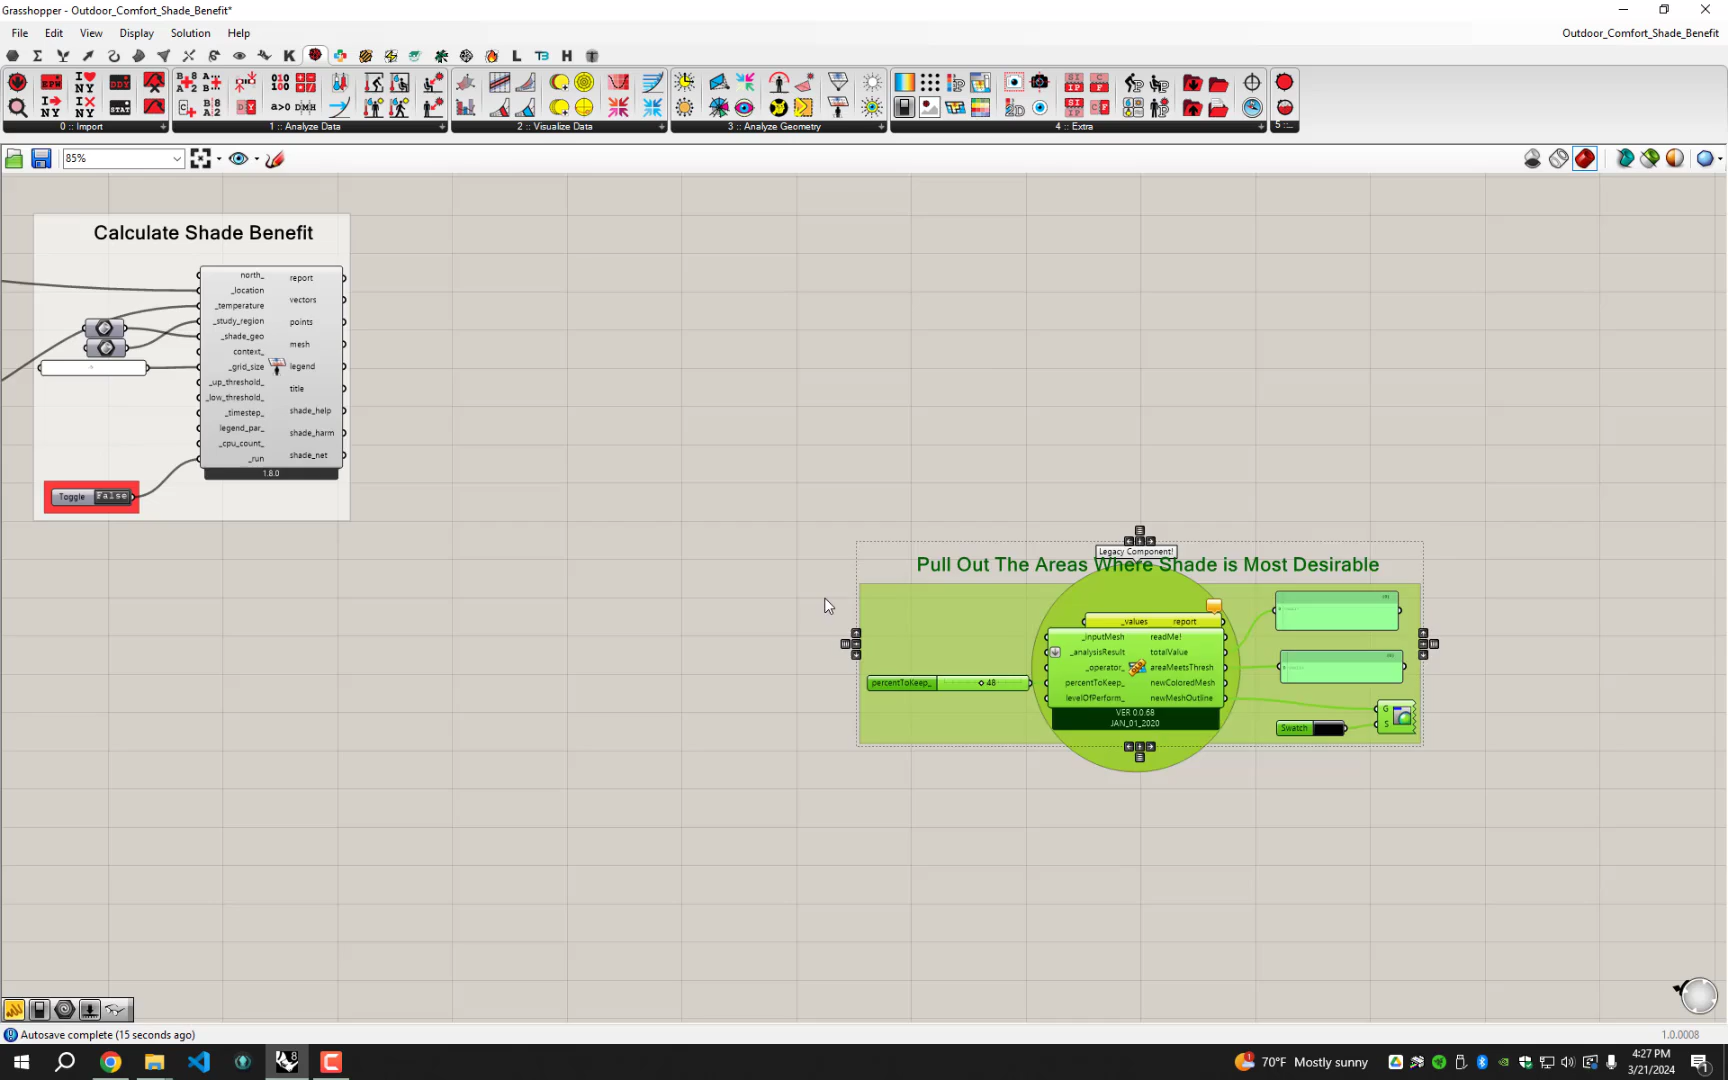 Grasshopper - Outdoor_Comfort_Shade_Benefit*
File Edit View Display Solution Help
Outdoor_Comfort_Shade_Benefit
K L T3 H
0 :: Import
1 :: Analyze Data
2 :: Visualize Data
3 :: Analyze Geometry
4 :: Extra
5 ::
85%
Calculate Shade Benefit
north_
_location
_temperature
_study_region
_shade_geo
context_
_grid_size
_up_threshold_
_low_threshold_
_timestep_
legend_par_
_cpu_count_
_run
report
vectors
points
mesh
legend
title
shade_help
shade_harm
shade_net
1.8.0
Toggle False
Legacy Component!
Pull Out The Areas Where Shade is Most Desirable
_values report
_inputMesh readMe!
_analysisResult totalValue
_operator_ areaMeetsThresh
percentToKeep_ newColoredMesh
levelOfPerform_ newMeshOutline
VER 0.0.68
JAN_01_2020
percentToKeep_ 48
Swatch
G
S
Autosave complete (15 seconds ago)
1.0.0008
70°F Mostly sunny
4:27 PM
3/21/2024